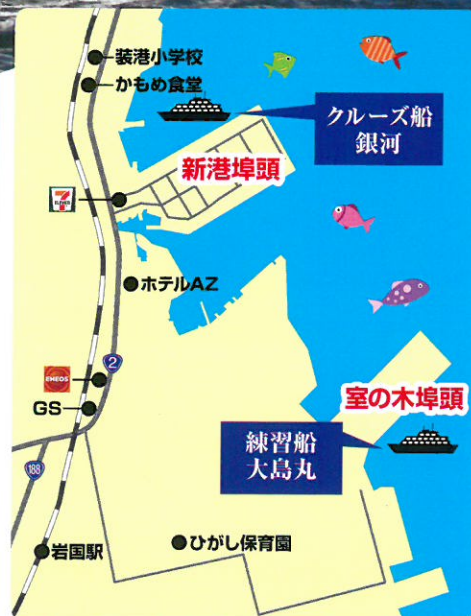 装港小学校
かもめ食堂
クルーズ船
銀河
新港埠頭
7
ELEVEn
ホテルAZ
2
ENEOS
GS
室の木埠頭
練習船
大島丸
188
岩国駅
ひがし保育園